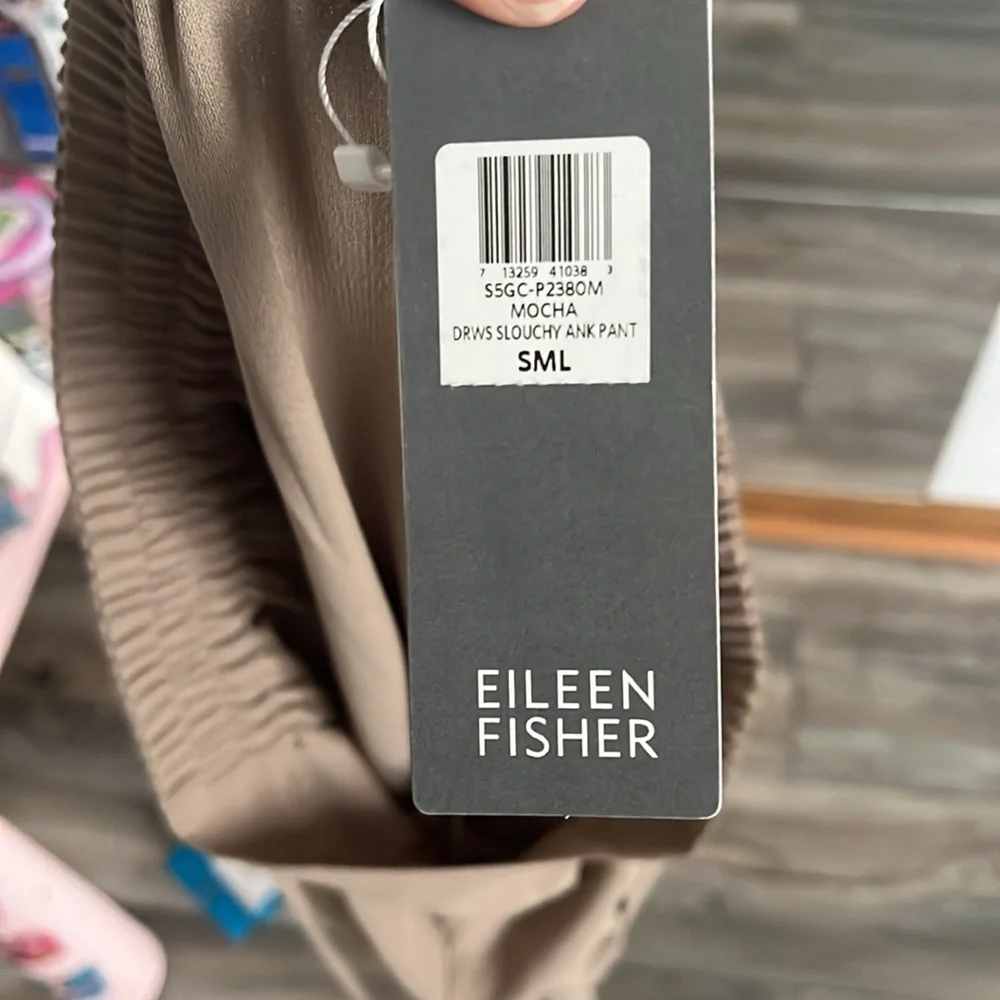 7 13259 41038 3
S5GC-P2380M
MOCHA
DRWS SLOUCHY ANK PANT
SML
EILEEN
FISHER